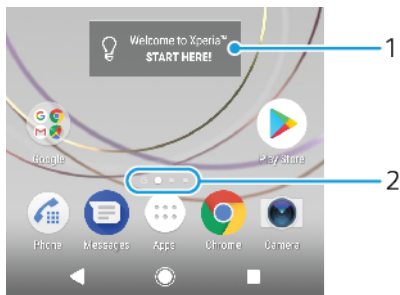 Welcome to Xperia™
START HERE!
1
Google
Play Store
2
Phone
Messages
Apps
Chrome
Camera